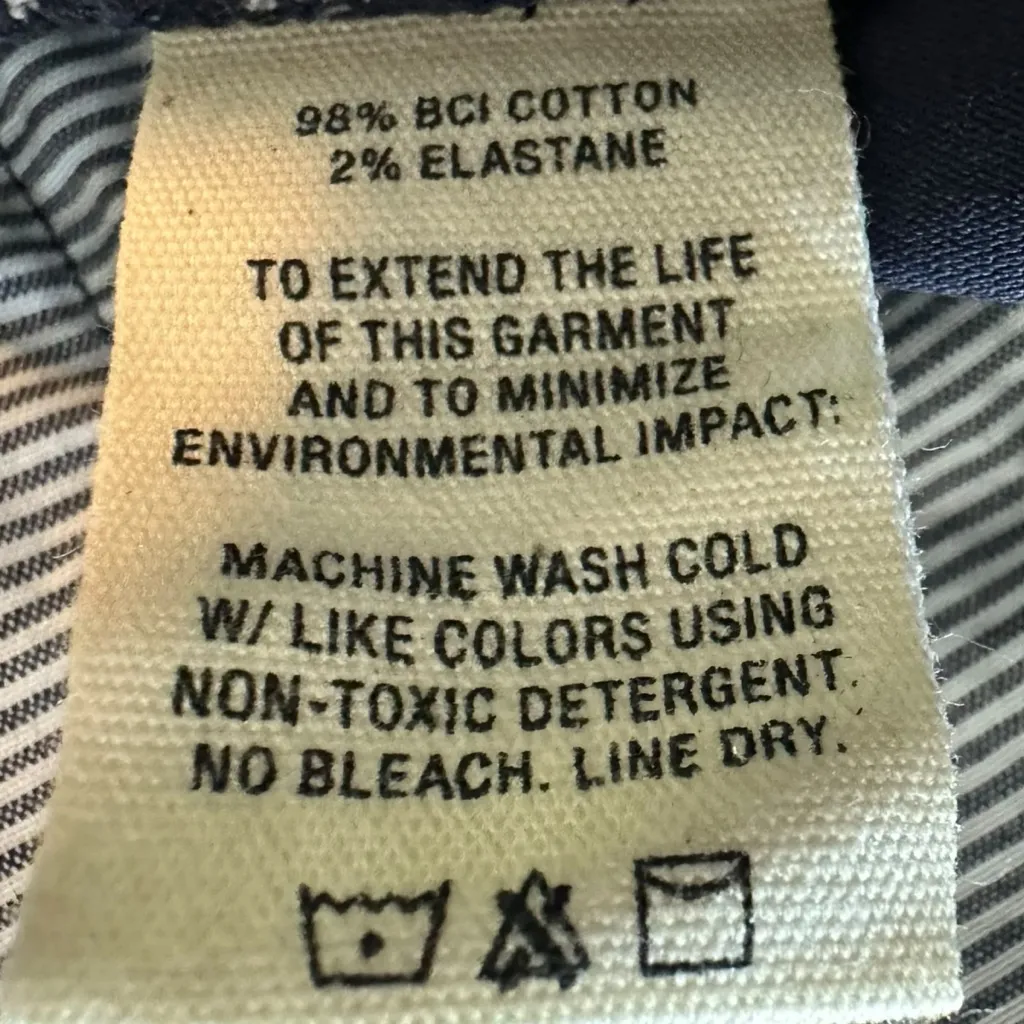 98% BCI COTTON
2% ELASTANE
TO EXTEND THE LIFE
OF THIS GARMENT
AND TO MINIMIZE
ENVIRONMENTAL IMPACT:
MACHINE WASH COLD
W/ LIKE COLORS USING
NON-TOXIC DETERGENT.
NO BLEACH. LINE DRY.